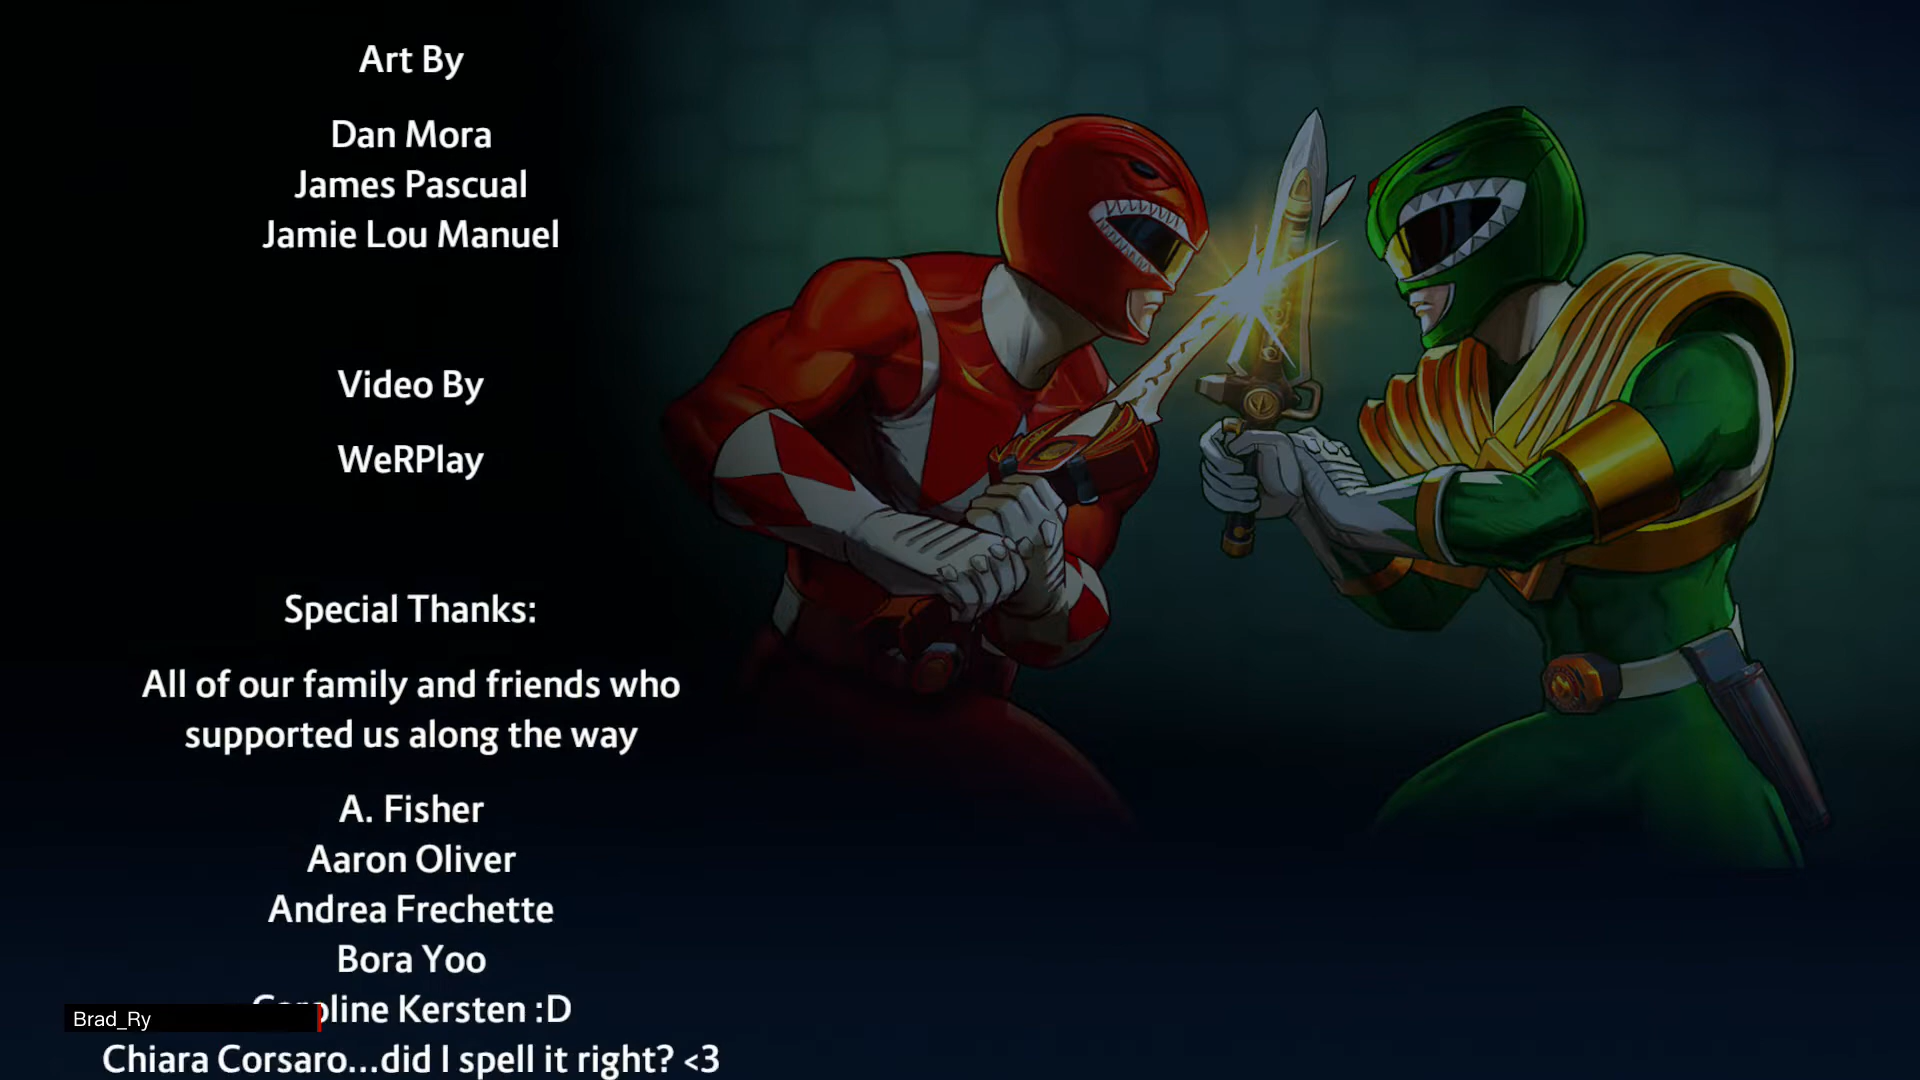 Art By
Dan Mora
James Pascual
Jamie Lou Manuel
Video By
WeRPlay
Special Thanks:
All of our family and friends who
supported us along the way
A. Fisher
Aaron Oliver
Andrea Frechette
Bora Yoo
Caroline Kersten :D
Brad_Ry
Chiara Corsaro...did I spell it right? <3